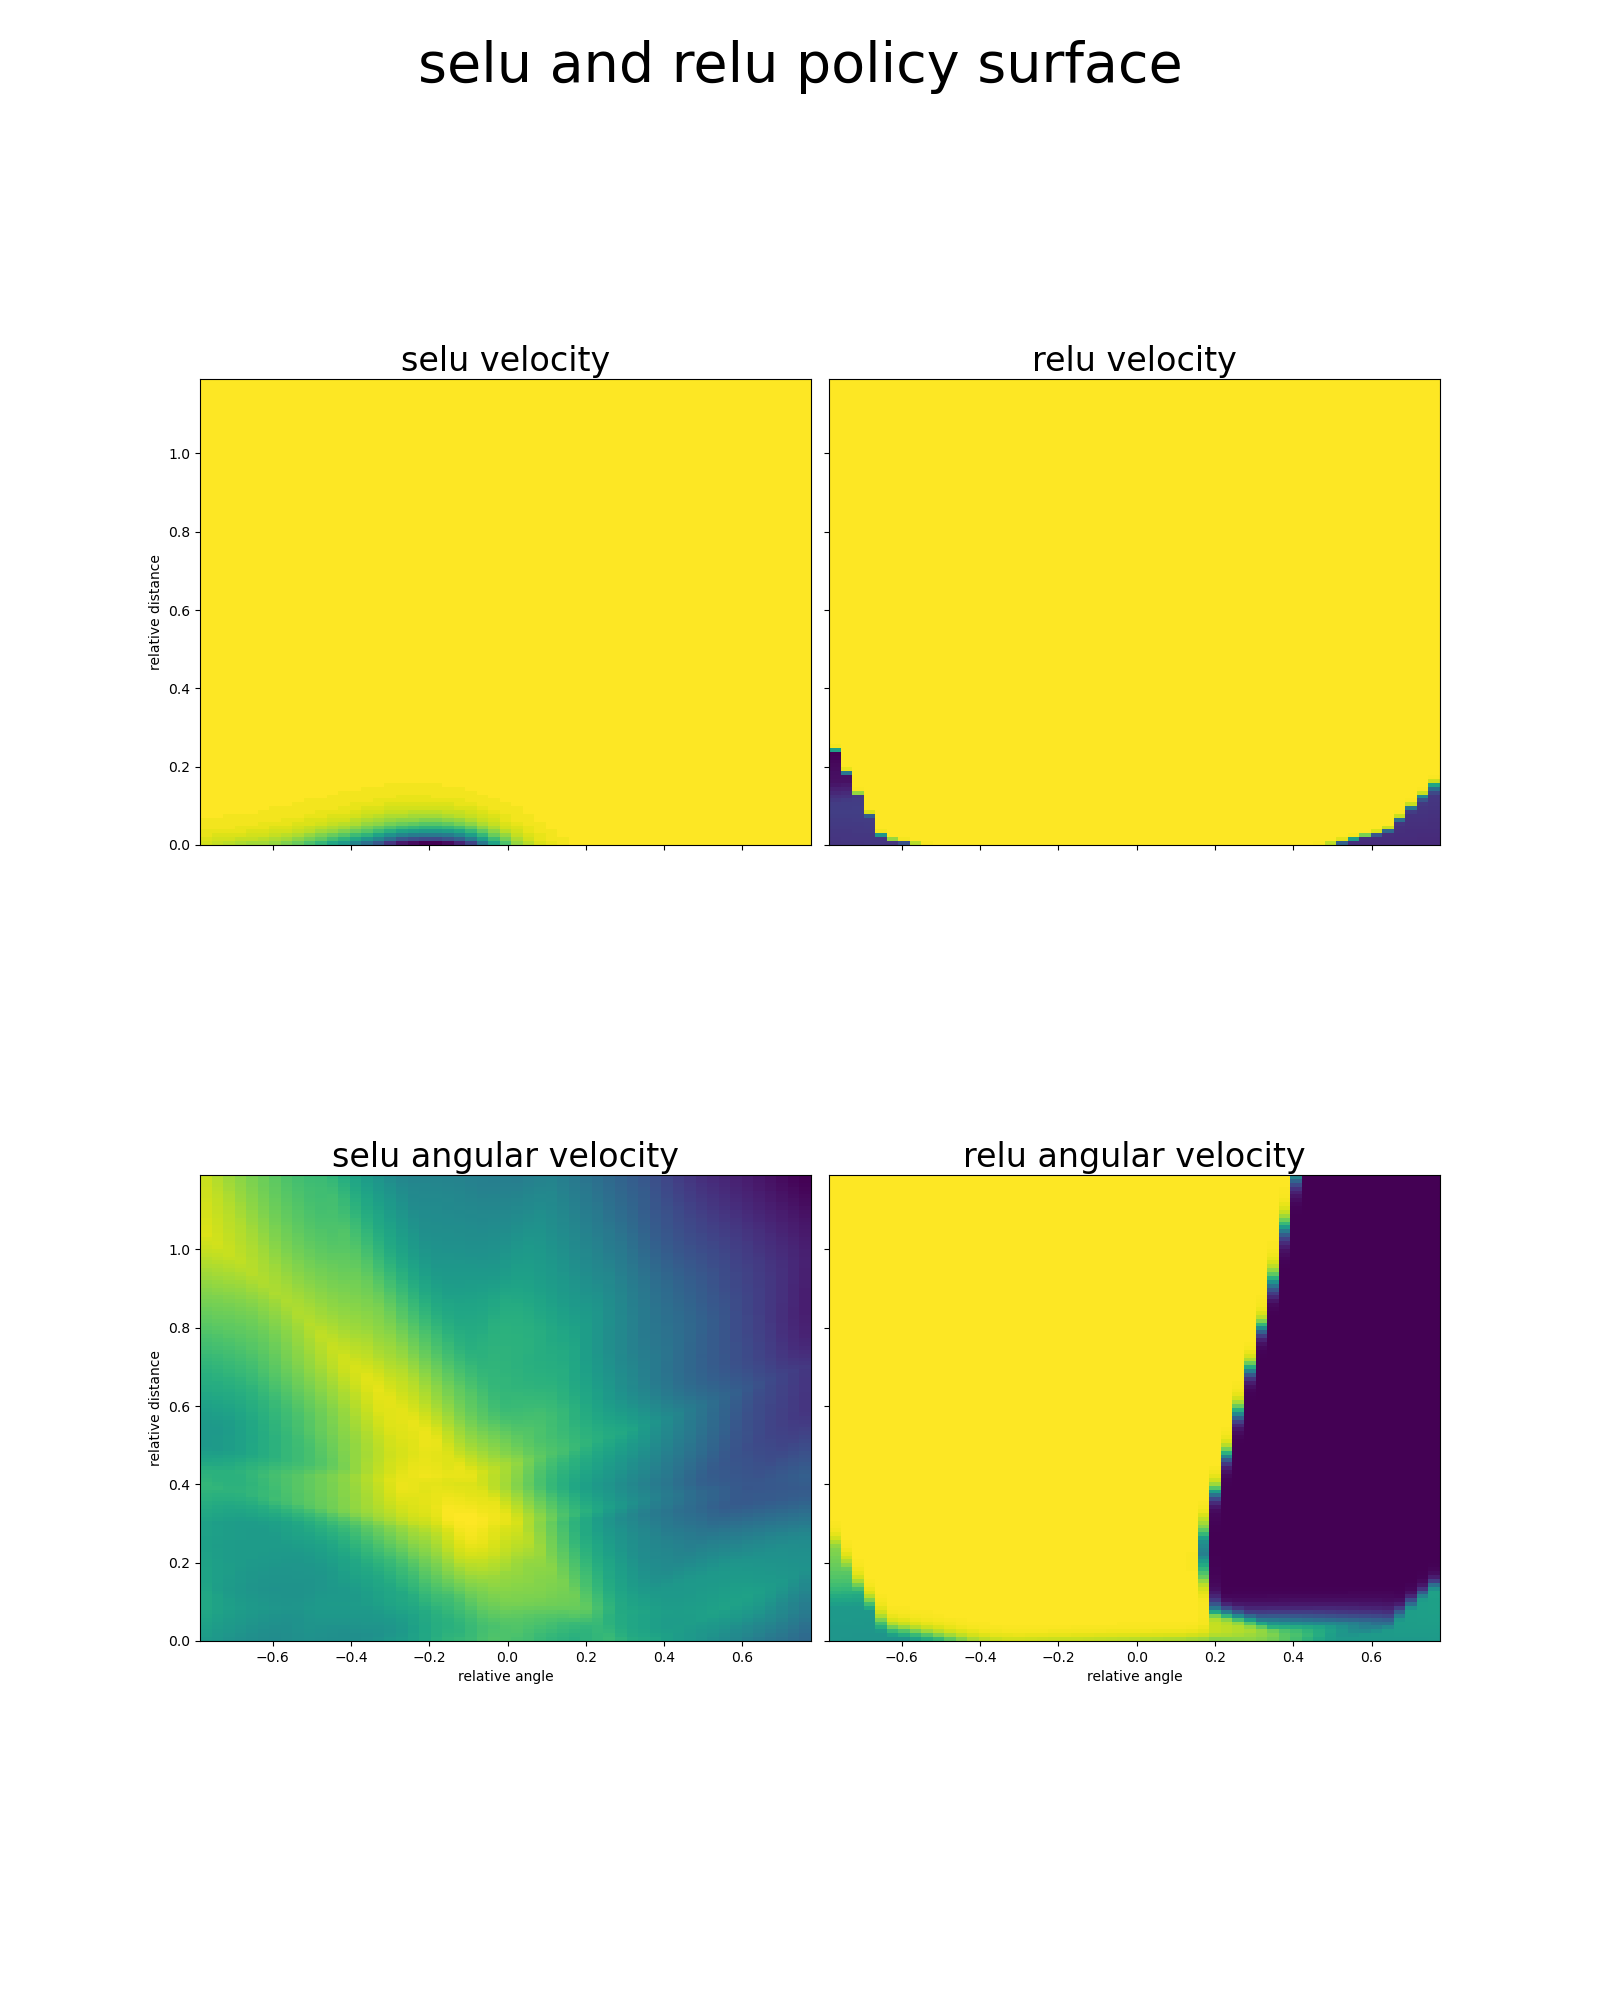 selu and relu policy surface
selu velocity
relu velocity
1.0
0.8
0.6
0.4
0.2
0.0
relative distance
selu angular velocity
relu angular velocity
1.0
0.8
0.6
0.4
0.2
0.0
relative distance
−0.6 −0.4 −0.2 0.0 0.2 0.4 0.6
relative angle
−0.6 −0.4 −0.2 0.0 0.2 0.4 0.6
relative angle